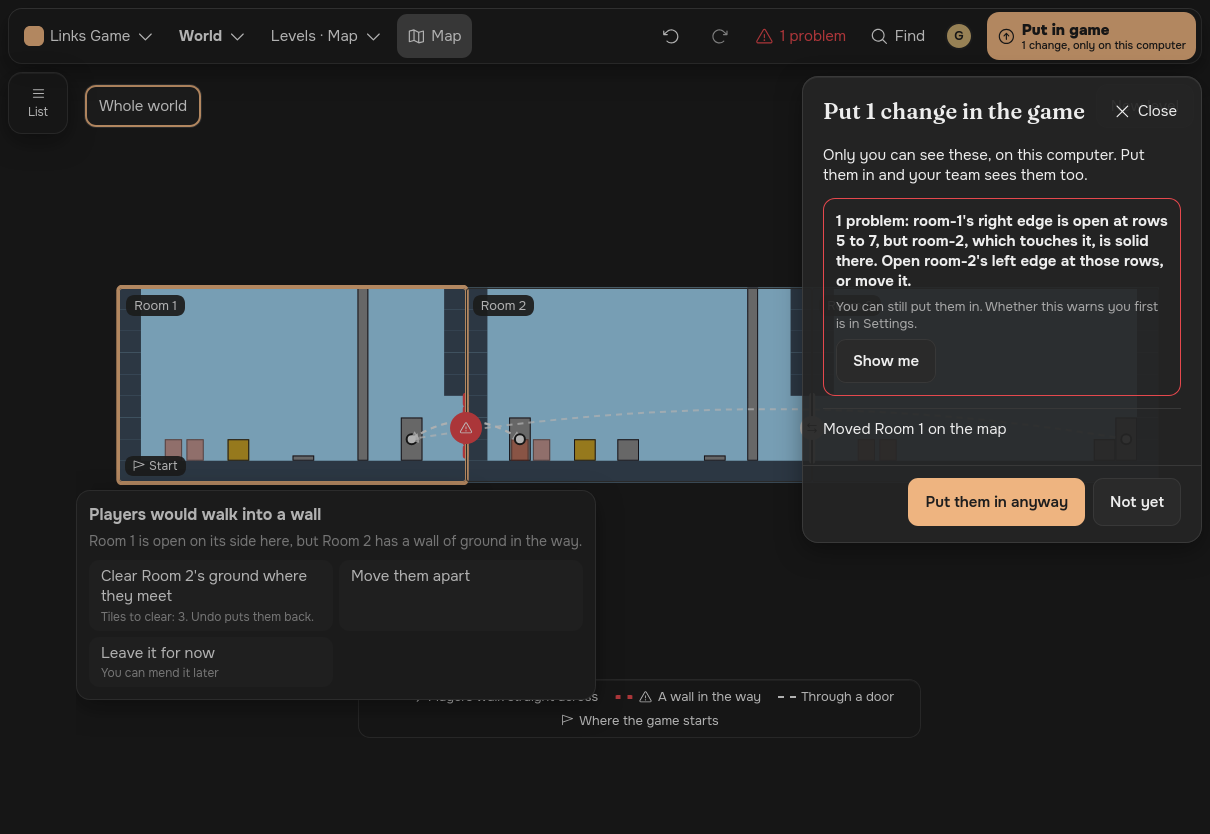 Links Game
World
Levels · Map
Map
1 problem
Find
G
Put in game
1 change, only on this computer
List
Whole world
Put 1 change in the game
Close
Only you can see these, on this computer. Put
them in and your team sees them too.
1 problem: room-1's right edge is open at rows
5 to 7, but room-2, which touches it, is solid
there. Open room-2's left edge at those rows,
or move it.
You can still put them in. Whether this warns you first
is in Settings.
Show me
Moved Room 1 on the map
Put them in anyway
Not yet
Room 1
Room 2
Start
Players would walk into a wall
Room 1 is open on its side here, but Room 2 has a wall of ground in the way.
Clear Room 2's ground where
they meet
Tiles to clear: 3. Undo puts them back.
Move them apart
Leave it for now
You can mend it later
Players walk straight across
A wall in the way
Through a door
Where the game starts